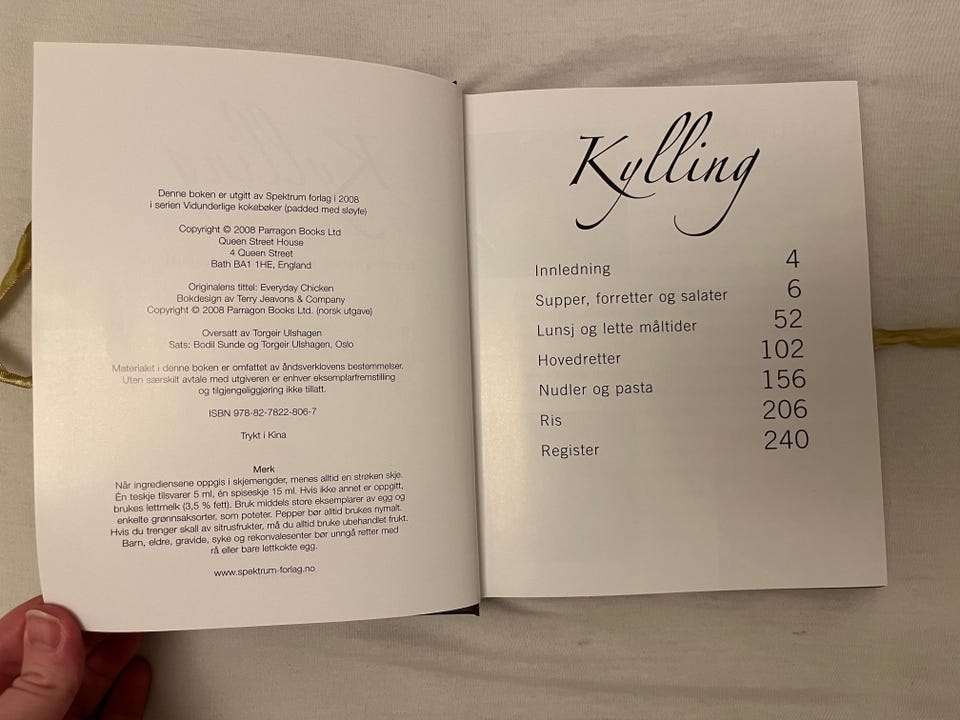 Denne boken er utgitt av Spektrum forlag i 2008
i serien Vidunderlige kokebøker (padded med sløyfe)
Copyright © 2008 Parragon Books Ltd
Queen Street House
4 Queen Street
Bath BA1 1HE, England
Originalens tittel: Everyday Chicken
Bokdesign av Terry Jeavons & Company
Copyright © 2008 Parragon Books Ltd. (norsk utgave)
Oversatt av Torgeir Ulshagen
Sats: Bodil Sunde og Torgeir Ulshagen, Oslo
Materialet i denne boken er omfattet av åndsverklovens bestemmelser.
Uten særskilt avtale med utgiveren er enhver eksemplarfremstilling
og tilgjengeliggjøring ikke tillatt.
ISBN 978-82-7822-806-7
Trykt i Kina
Merk
Når ingrediensene oppgis i skjemengder, menes alltid en strøken skje.
Én teskje tilsvarer 5 ml, én spiseskje 15 ml. Hvis ikke annet er oppgitt,
brukes lettmelk (3,5 % fett). Bruk middels store eksemplarer av egg og
enkelte grønnsaksorter, som poteter. Pepper bør alltid brukes nymalt.
Hvis du trenger skall av sitrusfrukter, må du alltid bruke ubehandlet frukt.
Barn, eldre, gravide, syke og rekonvalesenter bør unngå retter med
rå eller bare lettkokte egg.
www.spektrum-forlag.no
Kylling
Innledning 4
Supper, forretter og salater 6
Lunsj og lette måltider 52
Hovedretter 102
Nudler og pasta 156
Ris 206
Register 240